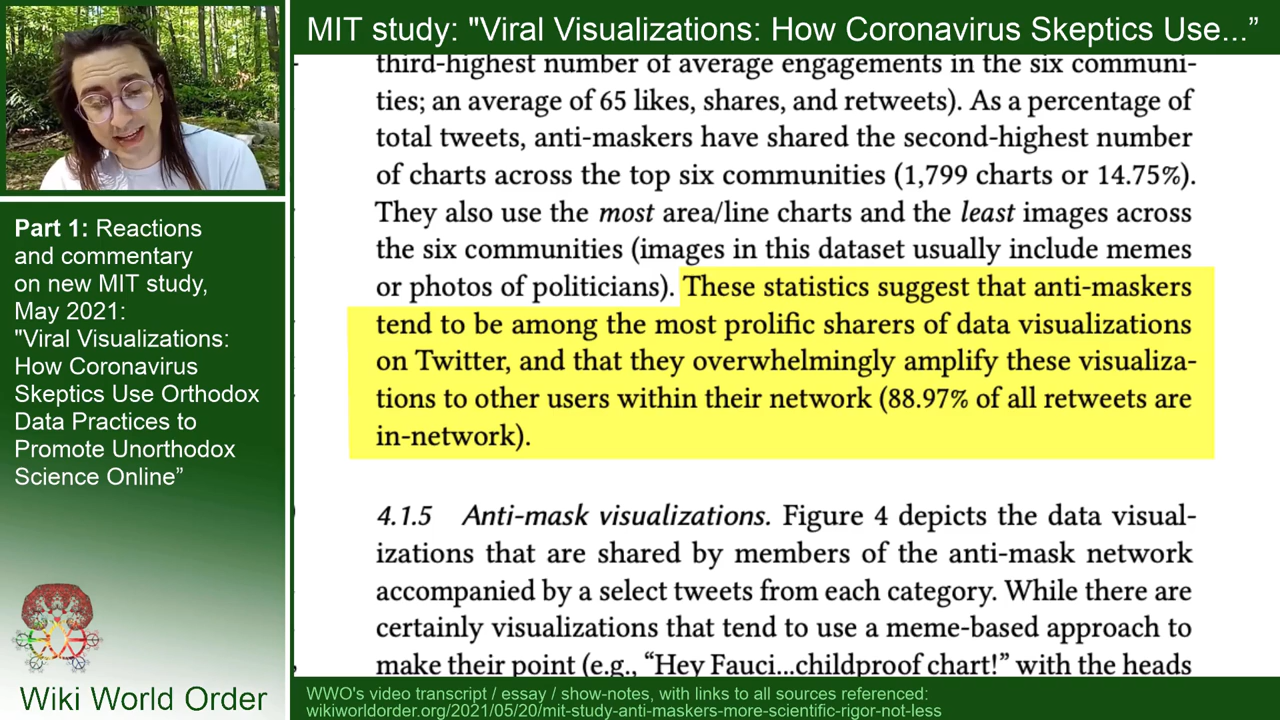 MIT study: "Viral Visualizations: How Coronavirus Skeptics Use...”
Part 1: Reactions
and commentary
on new MIT study,
May 2021:
"Viral Visualizations:
How Coronavirus
Skeptics Use Orthodox
Data Practices to
Promote Unorthodox
Science Online”
Wiki World Order
third-highest number of average engagements in the six communi-
ties; an average of 65 likes, shares, and retweets). As a percentage of
total tweets, anti-maskers have shared the second-highest number
of charts across the top six communities (1,799 charts or 14.75%).
They also use the most area/line charts and the least images across
the six communities (images in this dataset usually include memes
or photos of politicians). These statistics suggest that anti-maskers
tend to be among the most prolific sharers of data visualizations
on Twitter, and that they overwhelmingly amplify these visualiza-
tions to other users within their network (88.97% of all retweets are
in-network).
4.1.5 Anti-mask visualizations. Figure 4 depicts the data visual-
izations that are shared by members of the anti-mask network
accompanied by a select tweets from each category. While there are
certainly visualizations that tend to use a meme-based approach to
make their point (e.g., “Hey Fauci...childproof chart!” with the heads
WWO's video transcript / essay / show-notes, with links to all sources referenced:
wikiworldorder.org/2021/05/20/mit-study-anti-maskers-more-scientific-rigor-not-less